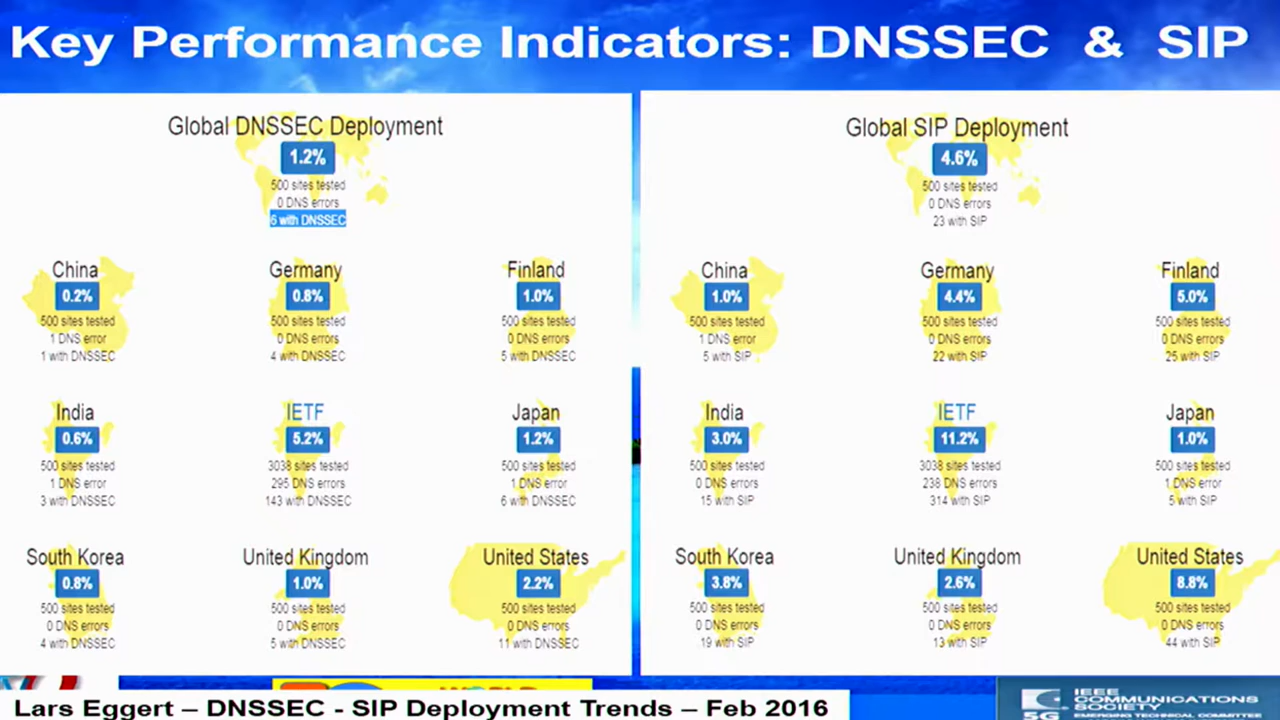 Key Performance Indicators: DNSSEC & SIP
Global DNSSEC Deployment
1.2%
500 sites tested
0 DNS errors
6 with DNSSEC
China
0.2%
500 sites tested
1 DNS error
1 with DNSSEC
Germany
0.8%
500 sites tested
0 DNS errors
4 with DNSSEC
Finland
1.0%
500 sites tested
0 DNS errors
5 with DNSSEC
India
0.6%
500 sites tested
1 DNS error
3 with DNSSEC
IETF
5.2%
3038 sites tested
295 DNS errors
143 with DNSSEC
Japan
1.2%
500 sites tested
1 DNS error
6 with DNSSEC
South Korea
0.8%
500 sites tested
0 DNS errors
4 with DNSSEC
United Kingdom
1.0%
500 sites tested
0 DNS errors
5 with DNSSEC
United States
2.2%
500 sites tested
0 DNS errors
11 with DNSSEC
Global SIP Deployment
4.6%
500 sites tested
0 DNS errors
23 with SIP
China
1.0%
500 sites tested
1 DNS error
5 with SIP
Germany
4.4%
500 sites tested
0 DNS errors
22 with SIP
Finland
5.0%
500 sites tested
0 DNS errors
25 with SIP
India
3.0%
500 sites tested
0 DNS errors
15 with SIP
IETF
11.2%
3038 sites tested
238 DNS errors
314 with SIP
Japan
1.0%
500 sites tested
1 DNS error
5 with SIP
South Korea
3.8%
500 sites tested
0 DNS errors
19 with SIP
United Kingdom
2.6%
500 sites tested
0 DNS errors
13 with SIP
United States
8.8%
500 sites tested
0 DNS errors
44 with SIP
Lars Eggert – DNSSEC - SIP Deployment Trends – Feb 2016
IEEE
COMMUNICATIONS
SOCIETY
5G EMERGING TECHNICAL COMMITTEE